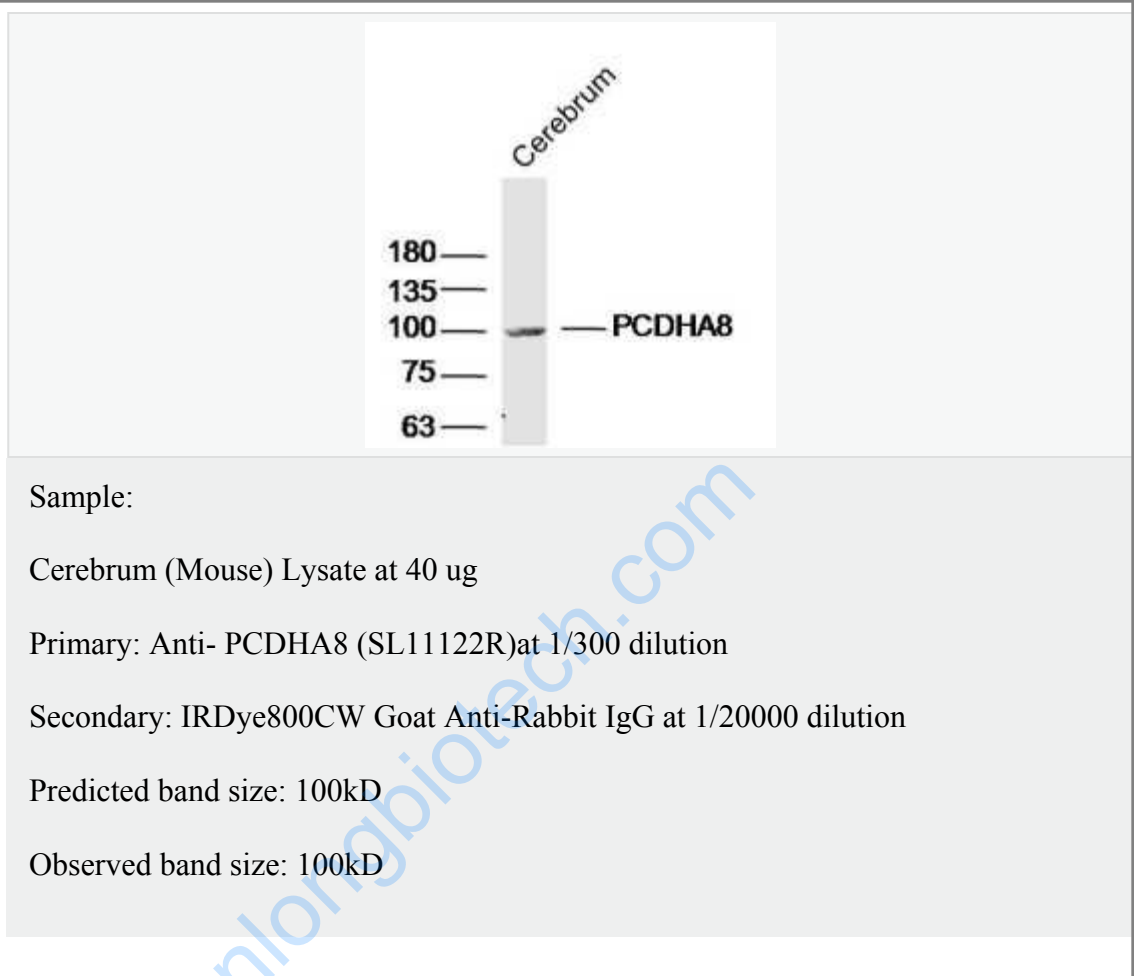 Cerebrum
180
135
100
PCDHA8
75
63
Sample:
Cerebrum (Mouse) Lysate at 40 ug
Primary: Anti- PCDHA8 (SL11122R)at 1/300 dilution
Secondary: IRDye800CW Goat Anti-Rabbit IgG at 1/20000 dilution
Predicted band size: 100kD
Observed band size: 100kD
nlongbiotech.com